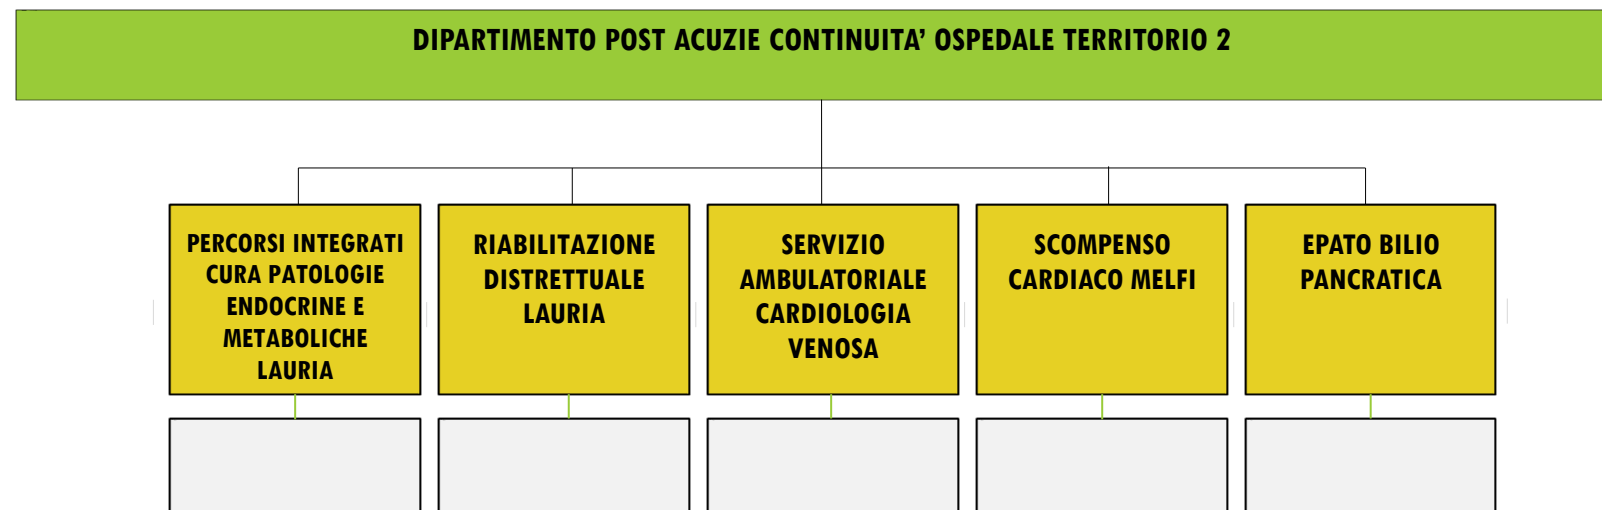 DIPARTIMENTO POST ACUZIE CONTINUITA’ OSPEDALE TERRITORIO 2
PERCORSI INTEGRATI
CURA PATOLOGIE
ENDOCRINE E
METABOLICHE
LAURIA
RIABILITAZIONE
DISTRETTUALE
LAURIA
SERVIZIO
AMBULATORIALE
CARDIOLOGIA
VENOSA
SCOMPENSO
CARDIACO MELFI
EPATO BILIO
PANCRATICA